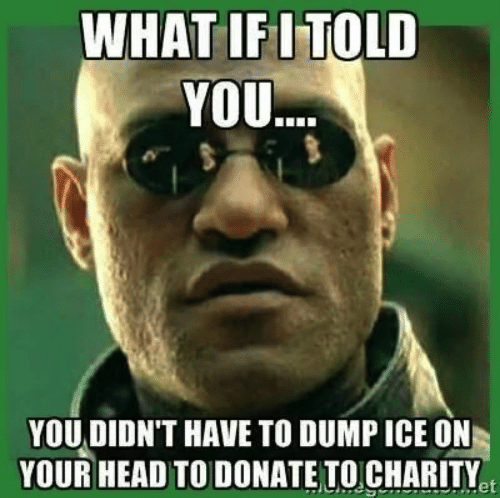 WHAT IF I TOLD
YOU....
YOU DIDN'T HAVE TO DUMP ICE ON
YOUR HEAD TO DONATE TO CHARITY